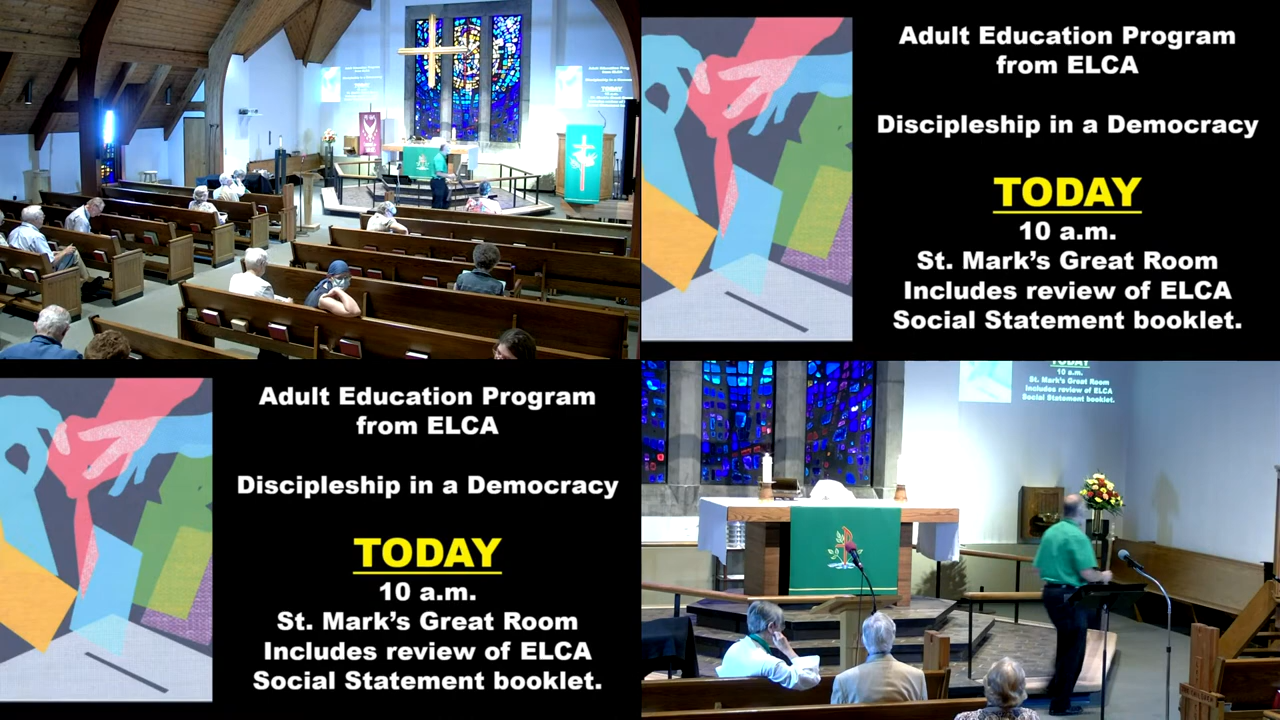 Adult Education Program
from ELCA
Discipleship in a Democracy
TODAY
10 a.m.
St. Mark's Great Room
Includes review of ELCA
Social Statement booklet.
Adult Education Program
from ELCA
Discipleship in a Democracy
TODAY
10 a.m.
St. Mark's Great Room
Includes review of ELCA
Social Statement booklet.
TODAY
10 a.m.
St. Mark's Great Room
Includes review of ELCA
Social Statement booklet.